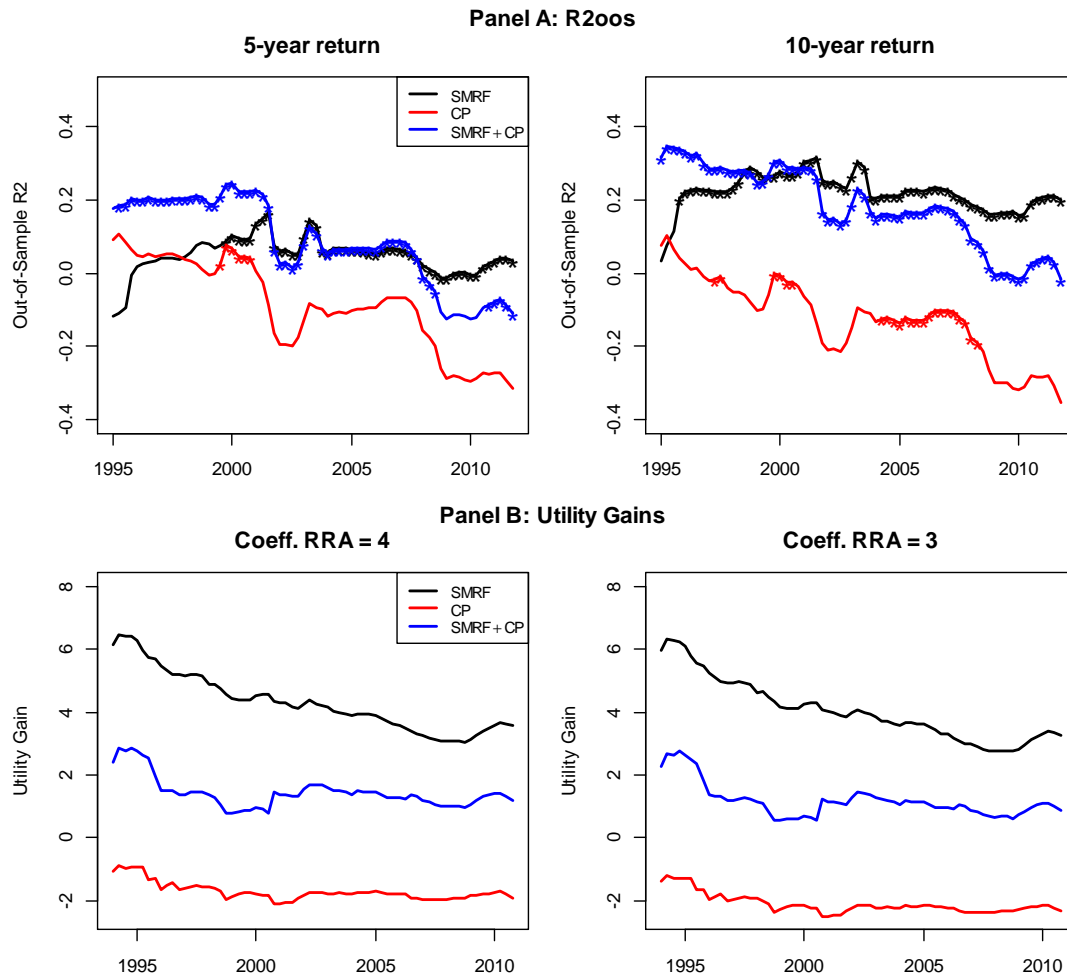 Panel A: R2oos
5-year return
10-year return
Out-of-Sample R2
0.4
0.2
0.0
-0.2
-0.4
SMRF
CP
SMRF + CP
1995
2000
2005
2010
Out-of-Sample R2
0.4
0.2
0.0
-0.2
-0.4
1995
2000
2005
2010
Panel B: Utility Gains
Coeff. RRA = 4
Coeff. RRA = 3
Utility Gain
8
6
4
2
0
-2
SMRF
CP
SMRF + CP
1995
2000
2005
2010
Utility Gain
8
6
4
2
0
-2
1995
2000
2005
2010